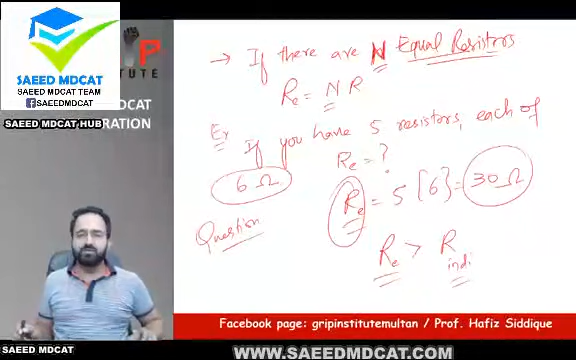 SAEED MDCAT
SAEED MDCAT TEAM
f/SAEEDMDCAT
SAEED MDCAT HUB
P
TUTE
DCAT
RATION
→ If there are N Equal Resistors
Re = N R
Ex If you have 5 resistors, each of
6 Ω Re = ?
Re = 5 [6] = 30 Ω
Question
Re > R indi
Facebook page: gripinstitutemultan / Prof. Hafiz Siddique
SAEED MDCAT
WWW.SAEEDMDCAT.COM